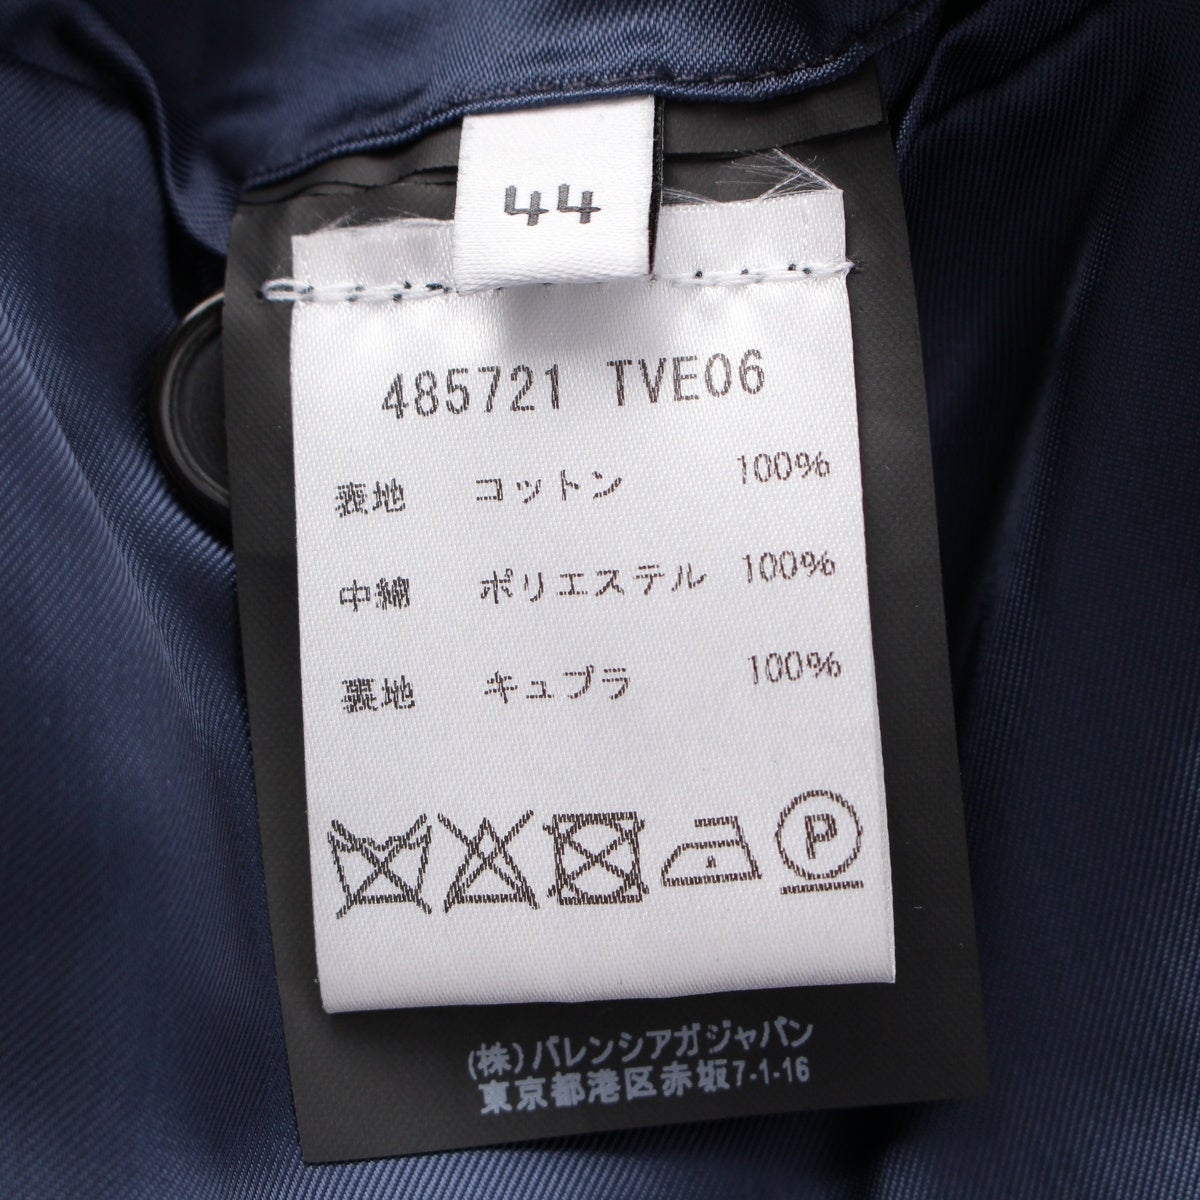 44
485721 TVE06
表地 コットン 100%
中綿 ポリエステル 100%
裏地 キュプラ 100%
P
(株)バレンシアガジャパン
東京都港区赤坂7-1-16